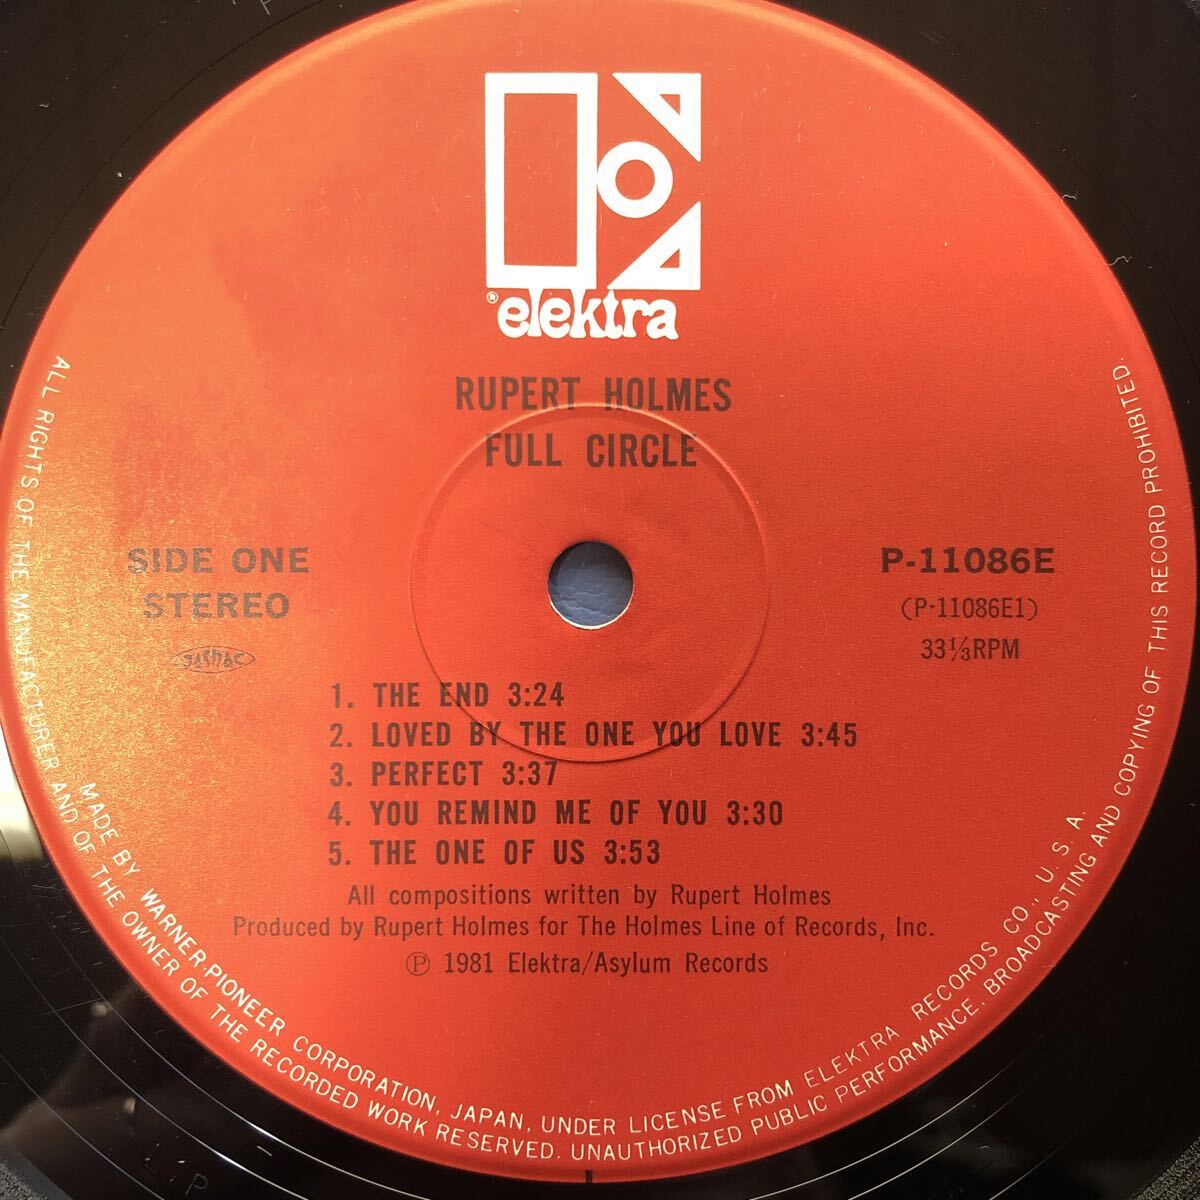 ® elektra
RUPERT HOLMES
FULL CIRCLE
SIDE ONE
STEREO
JASRAC
P-11086E
(P-11086E1)
33⅓RPM
1. THE END 3:24
2. LOVED BY THE ONE YOU LOVE 3:45
3. PERFECT 3:37
4. YOU REMIND ME OF YOU 3:30
5. THE ONE OF US 3:53
All compositions written by Rupert Holmes
Produced by Rupert Holmes for The Holmes Line of Records, Inc.
Ⓟ 1981 Elektra/Asylum Records
MADE BY WARNER-PIONEER CORPORATION, JAPAN, UNDER LICENSE FROM ELEKTRA RECORDS CO., U. S. A.
ALL RIGHTS OF THE MANUFACTURER AND OF THE OWNER OF THE RECORDED WORK RESERVED. UNAUTHORIZED PUBLIC PERFORMANCE, BROADCASTING AND COPYING OF THIS RECORD PROHIBITED.